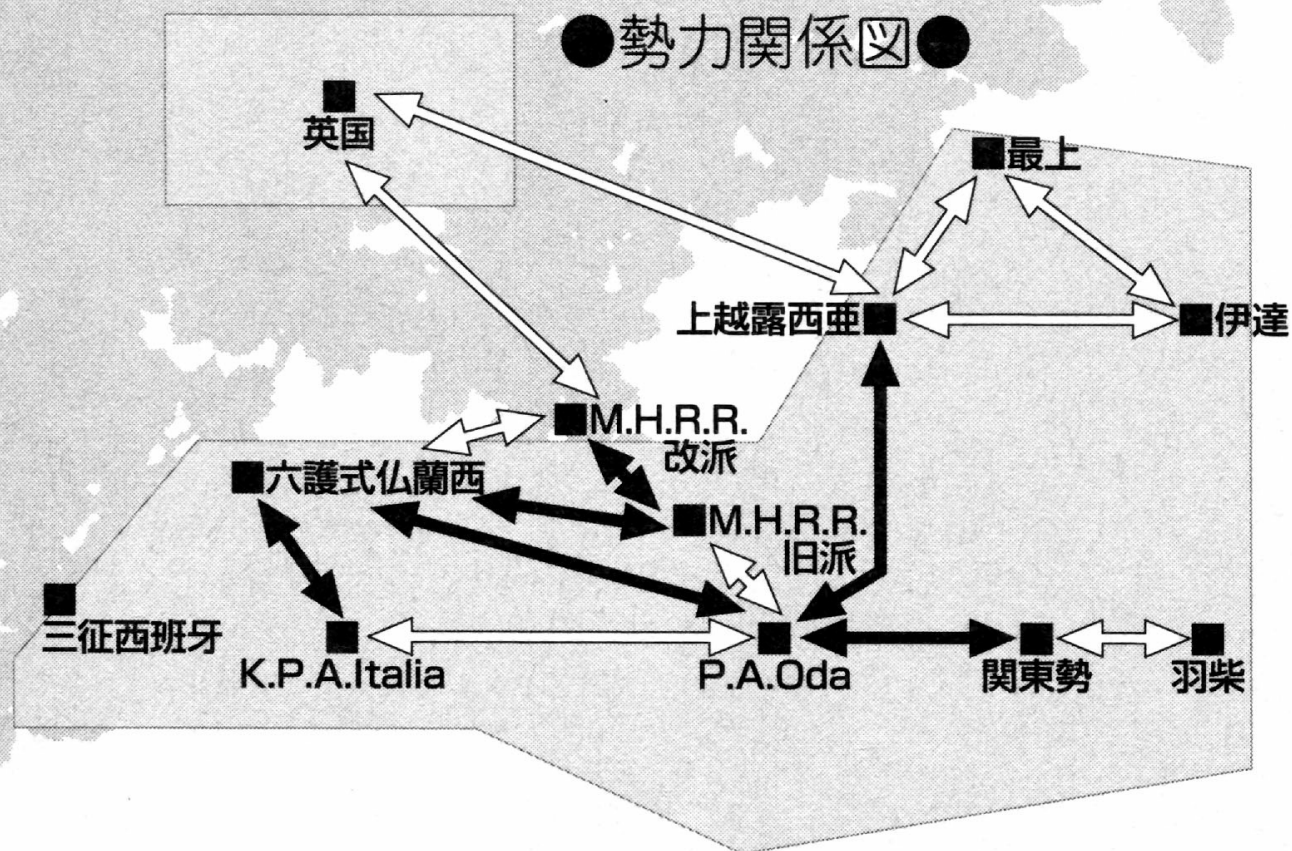 ●勢力関係図●
英国
■最上
上越露西亜■
■伊達
■M.H.R.R.
改派
■六護式仏蘭西
■M.H.R.R.
旧派
三征西班牙
K.P.A.Italia
P.A.Oda
関東勢
羽柴